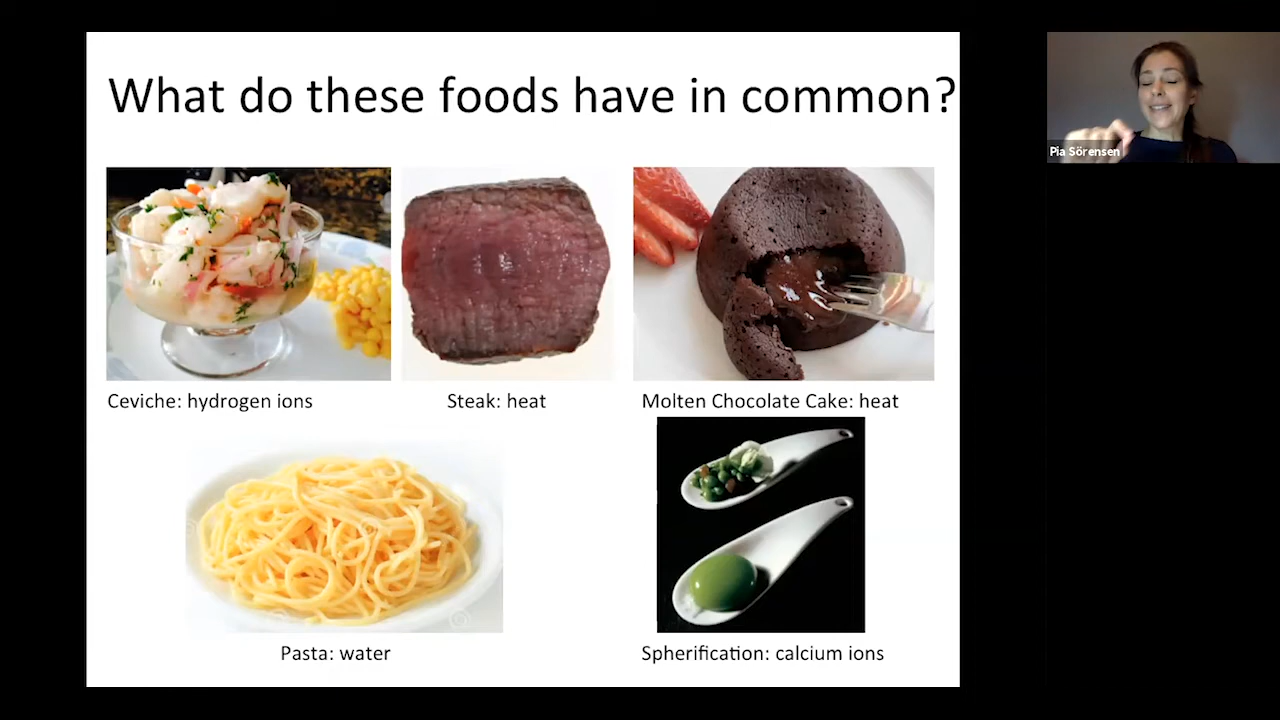 What do these foods have in common?
Pia Sörensen
Ceviche: hydrogen ions
Steak: heat
Molten Chocolate Cake: heat
Pasta: water
Spherification: calcium ions